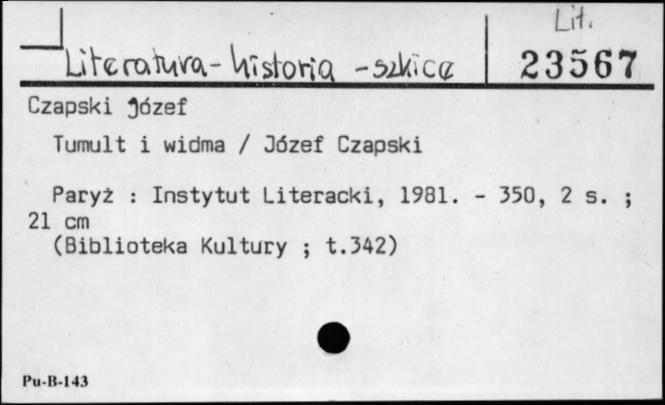 Lit.
Literatura - historia - szkice
23567
Czapski Józef
Tumult i widma / Józef Czapski
Paryż : Instytut Literacki, 1981. - 350, 2 s. ;
21 cm
(Biblioteka Kultury ; t.342)
Pu-B-143